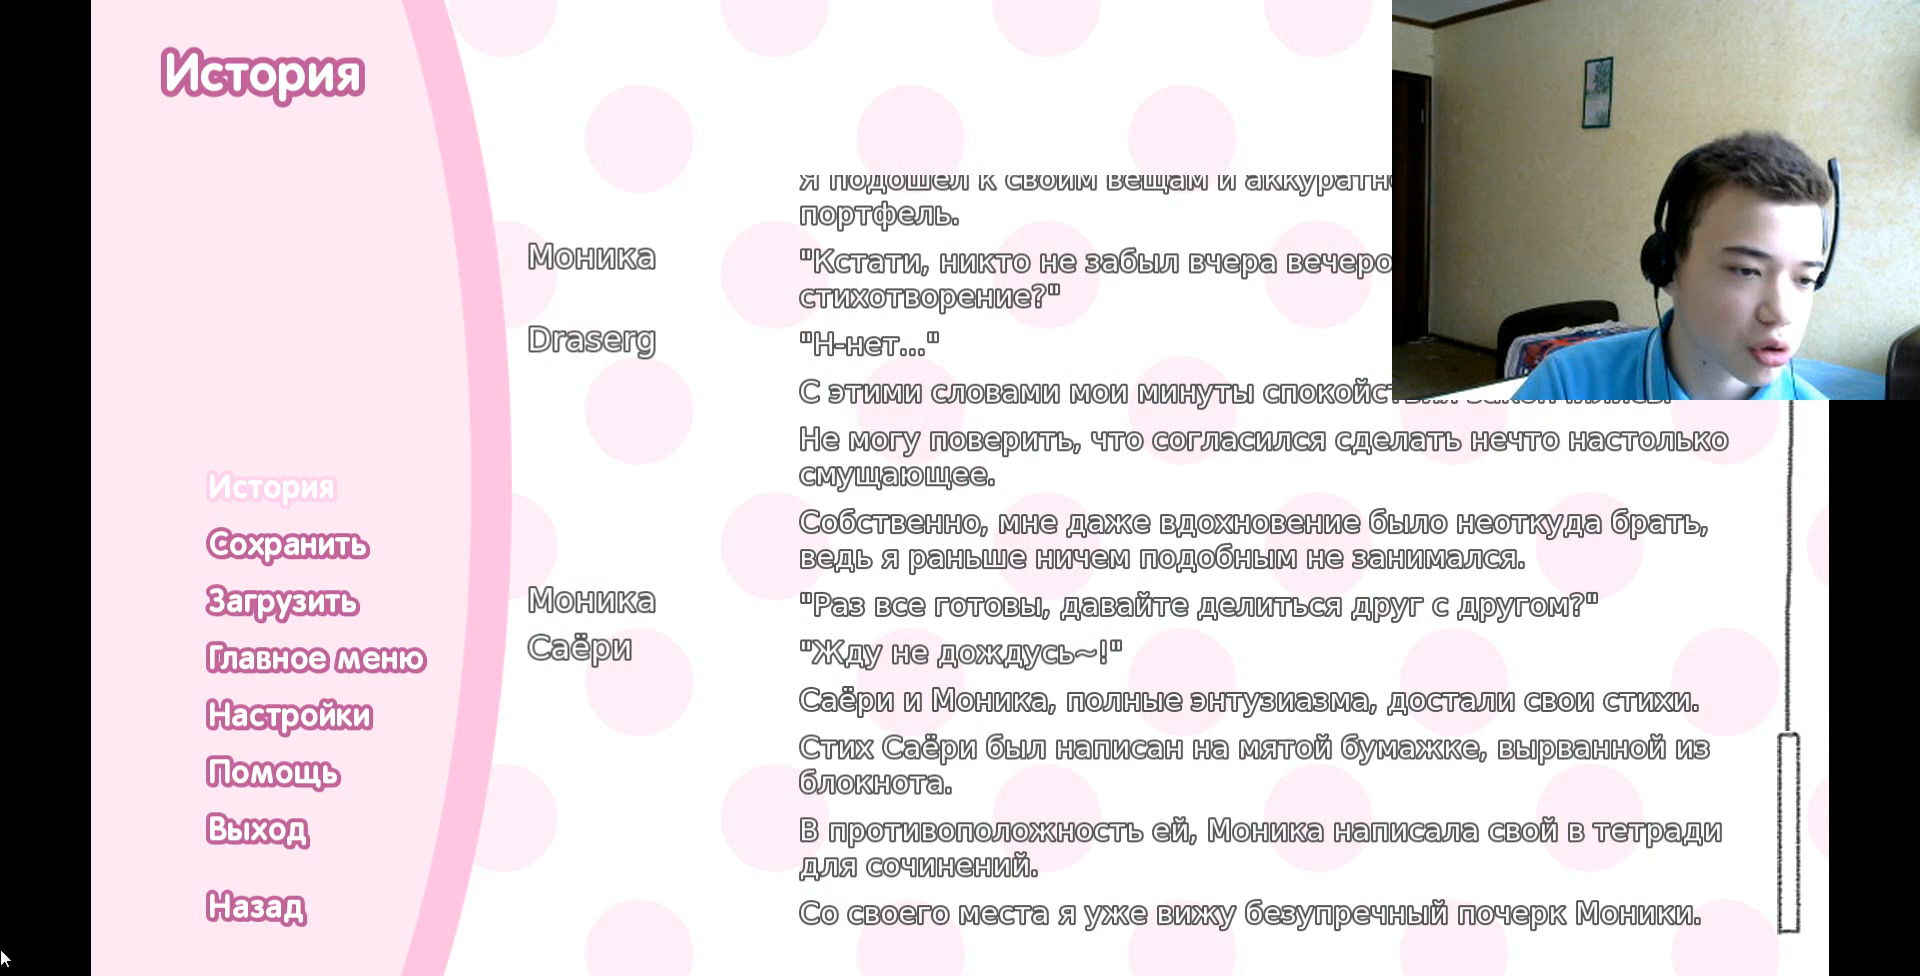 История
Я подошел к своим вещам и аккуратно
портфель.
Моника
"Кстати, никто не забыл вчера
стихотворение?"
Draserg
"Н-нет..."
С этими словами мои минуты
Не могу поверить, что согласился сделать нечто настолько
смущающее.
Собственно, мне даже вдохновение было неоткуда брать,
ведь я раньше ничем подобным не занимался.
Моника
"Раз все готовы, давайте делиться друг с другом?"
Саёри
"Жду не дождусь~!"
Саёри и Моника, полные энтузиазма, достали свои стихи.
Стих Саёри был написан на мятой бумажке, вырванной из
блокнота.
В противоположность ей, Моника написала свой в тетради
для сочинений.
Со своего места я уже вижу безупречный почерк Моники.
История
Сохранить
Загрузить
Главное меню
Настройки
Помощь
Выход
Назад